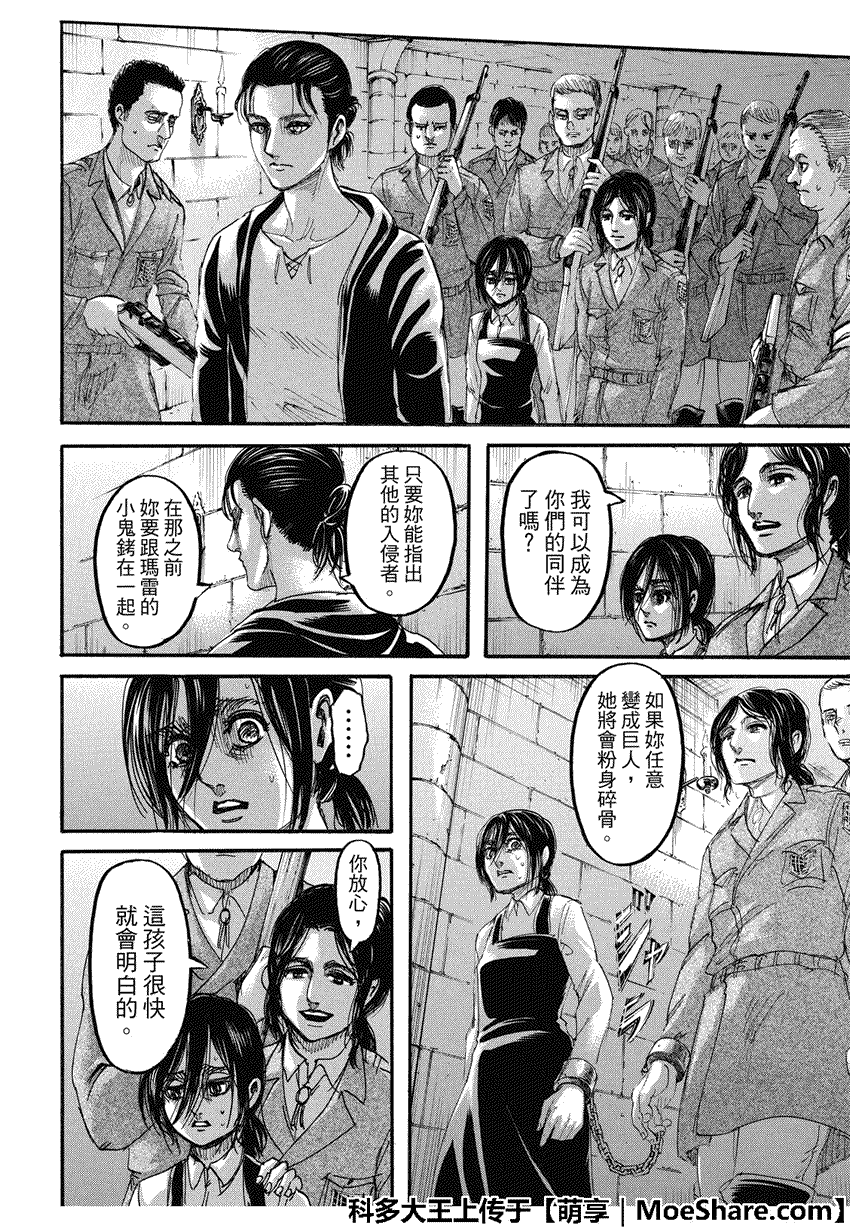 我可以成為
你們的同伴
了嗎？
只要妳能指出
其他的入侵者。
在那之前
妳要跟瑪雷的
小鬼銬在一起。
如果妳任意
變成巨人，
她將會粉身碎骨。
ジャラ
……
你放心，
這孩子很快
就會明白的。
科多大王上传于【萌享｜MoeShare.com】